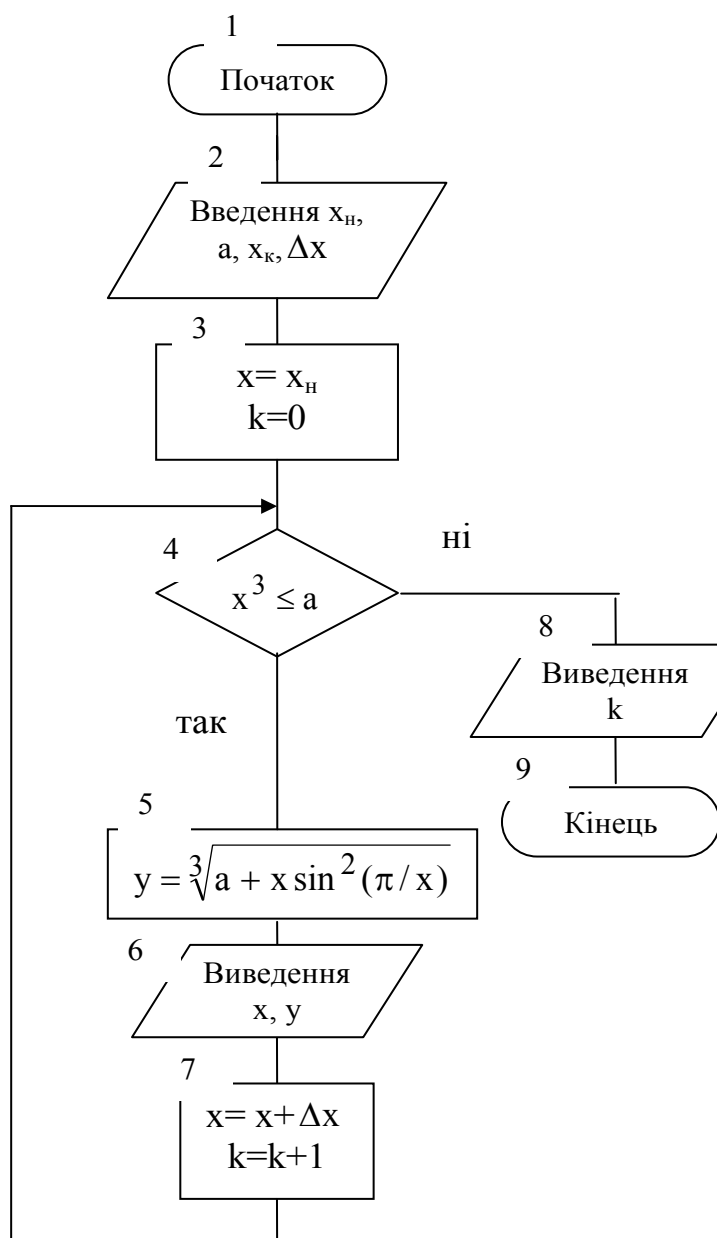 1
Початок
2
Введення xн,
a, xк, Δx
3
x= xн
k=0
4
x³ ≤ a
ні
так
8
Виведення
k
9
Кінець
5
y = ∛(a + x sin²(π/x))
6
Виведення
x, y
7
x= x+Δx
k=k+1